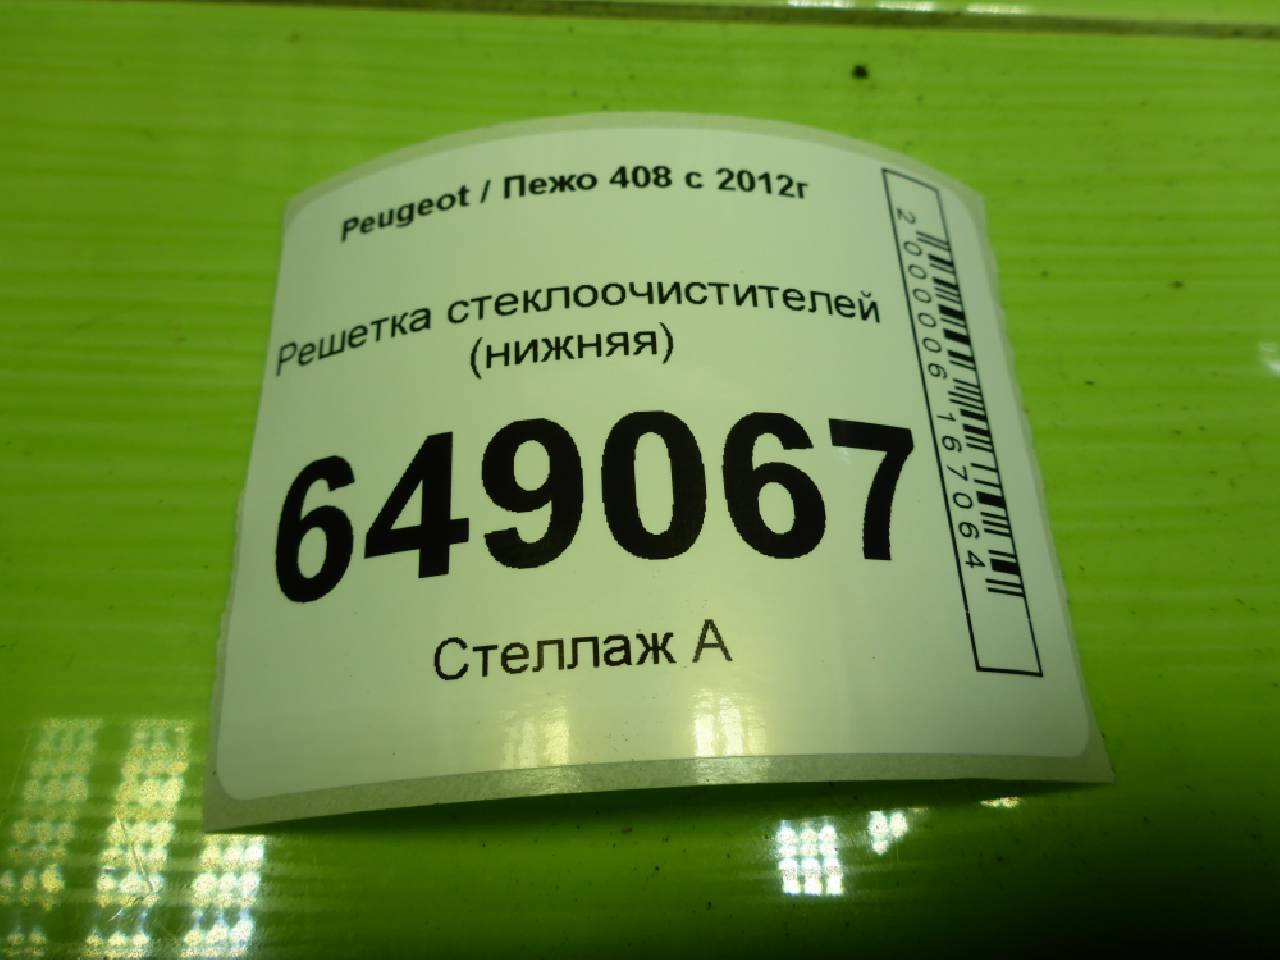 Peugeot / Пежо 408 с 2012г
Решетка стеклоочистителей
(нижняя)
649067
Стеллаж А
2000006167064